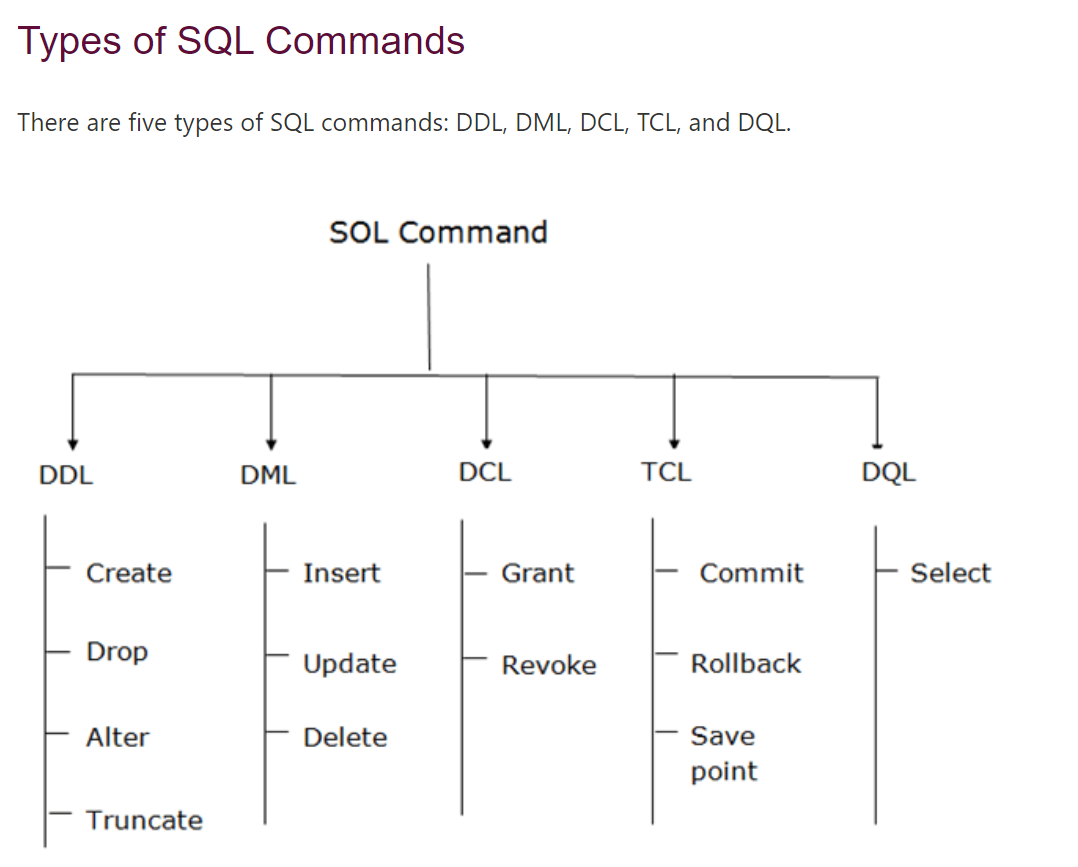 Types of SQL Commands
There are five types of SQL commands: DDL, DML, DCL, TCL, and DQL.
SOL Command
DDL
DML
DCL
TCL
DQL
Create
Insert
Grant
Commit
Select
Drop
Update
Revoke
Rollback
Alter
Delete
Save
point
Truncate